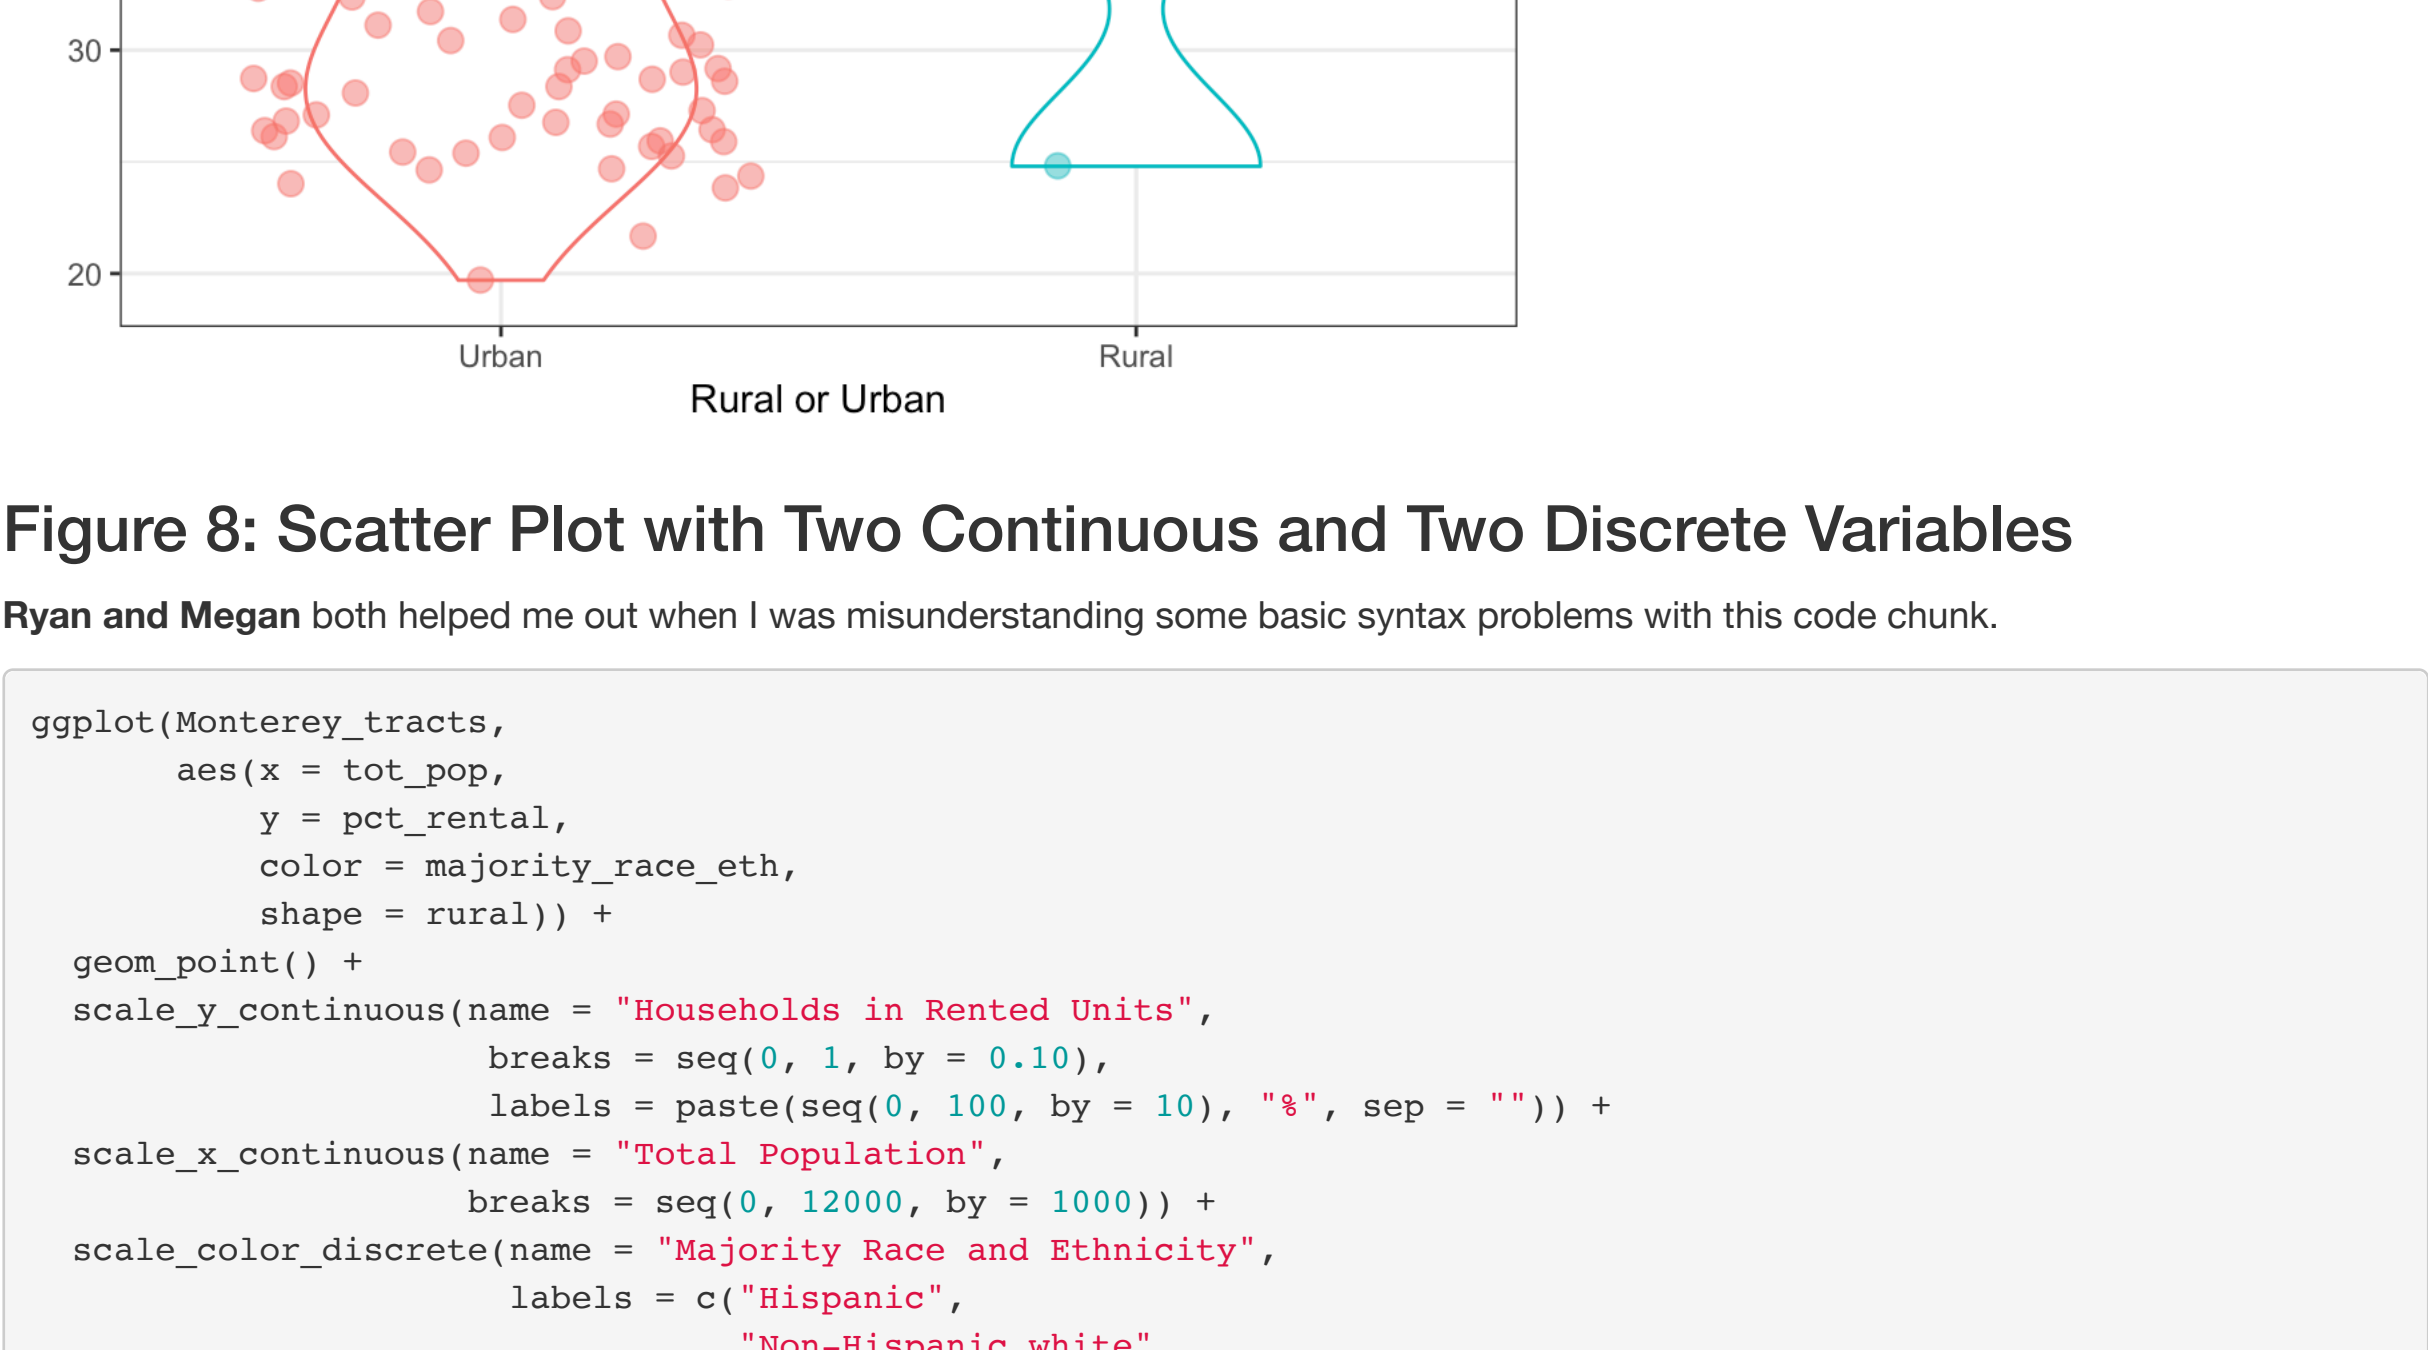 30
20
Urban
Rural
Rural or Urban
Figure 8: Scatter Plot with Two Continuous and Two Discrete Variables
Ryan and Megan both helped me out when I was misunderstanding some basic syntax problems with this code chunk.
ggplot(Monterey_tracts,
       aes(x = tot_pop,
           y = pct_rental,
           color = majority_race_eth,
           shape = rural)) +
  geom_point() +
  scale_y_continuous(name = "Households in Rented Units",
                    breaks = seq(0, 1, by = 0.10),
                    labels = paste(seq(0, 100, by = 10), "%", sep = "")) +
  scale_x_continuous(name = "Total Population",
                   breaks = seq(0, 12000, by = 1000)) +
  scale_color_discrete(name = "Majority Race and Ethnicity",
                     labels = c("Hispanic",
                                "Non-Hispanic white"